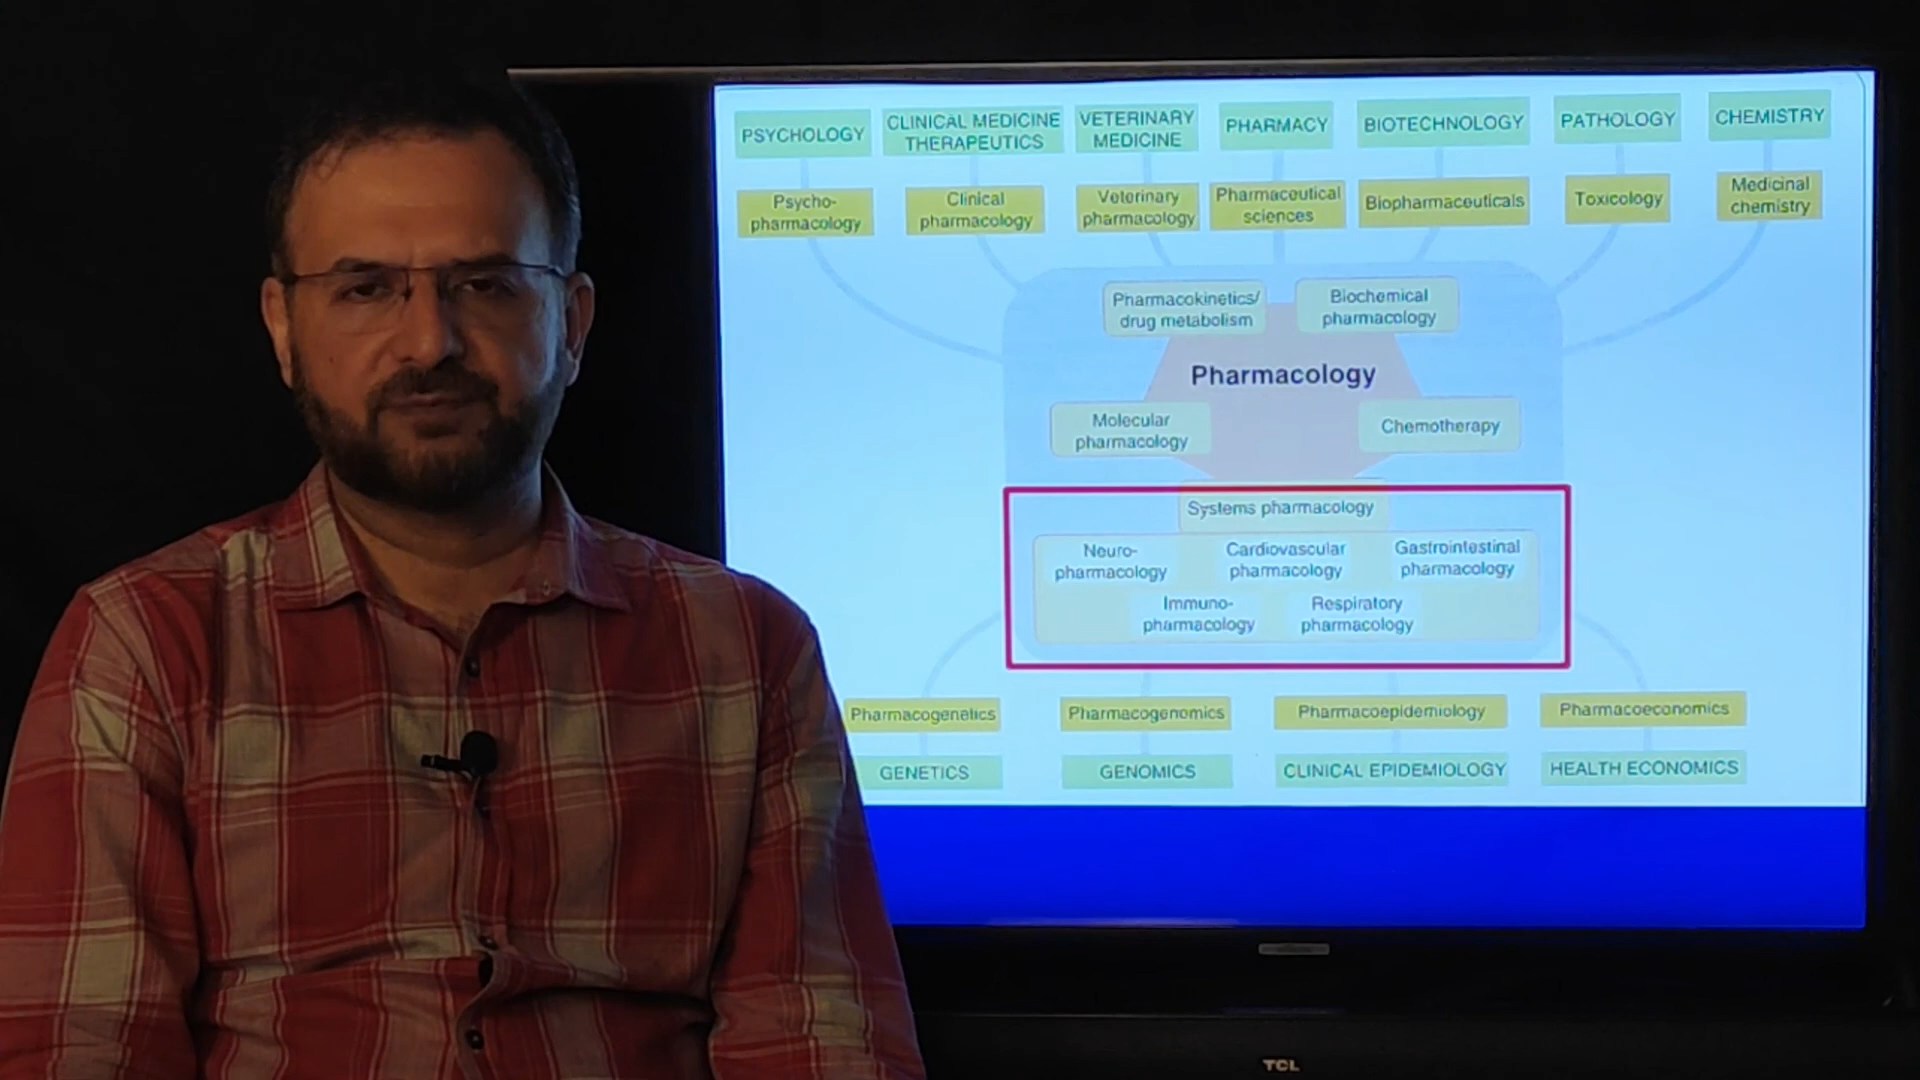 PSYCHOLOGY
CLINICAL MEDICINE
THERAPEUTICS
VETERINARY
MEDICINE
PHARMACY
BIOTECHNOLOGY
PATHOLOGY
CHEMISTRY
Psycho-
pharmacology
Clinical
pharmacology
Veterinary
pharmacology
Pharmaceutical
sciences
Biopharmaceuticals
Toxicology
Medicinal
chemistry
Pharmacokinetics/
drug metabolism
Biochemical
pharmacology
Pharmacology
Molecular
pharmacology
Chemotherapy
Systems pharmacology
Neuro-
pharmacology
Cardiovascular
pharmacology
Gastrointestinal
pharmacology
Immuno-
pharmacology
Respiratory
pharmacology
Pharmacogenetics
Pharmacogenomics
Pharmacoepidemiology
Pharmacoeconomics
GENETICS
GENOMICS
CLINICAL EPIDEMIOLOGY
HEALTH ECONOMICS
TCL